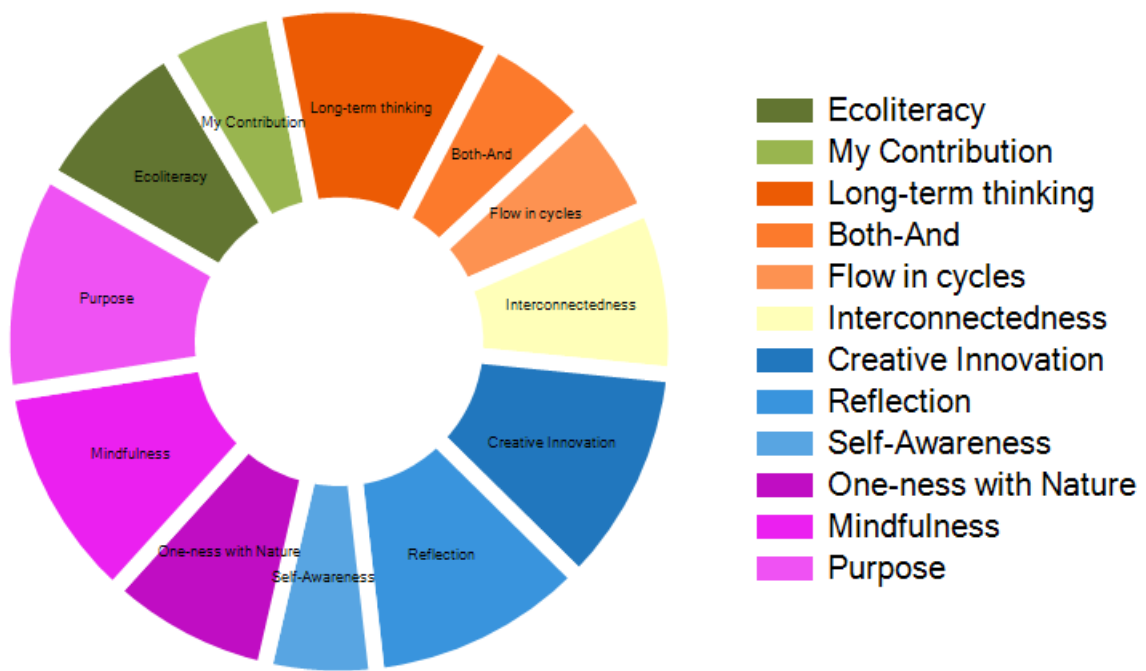 Long-term thinking
My Contribution
Both-And
Ecoliteracy
Flow in cycles
Purpose
Interconnectedness
Mindfulness
Creative Innovation
One-ness with Nature
Reflection
Self-Awareness
Ecoliteracy
My Contribution
Long-term thinking
Both-And
Flow in cycles
Interconnectedness
Creative Innovation
Reflection
Self-Awareness
One-ness with Nature
Mindfulness
Purpose